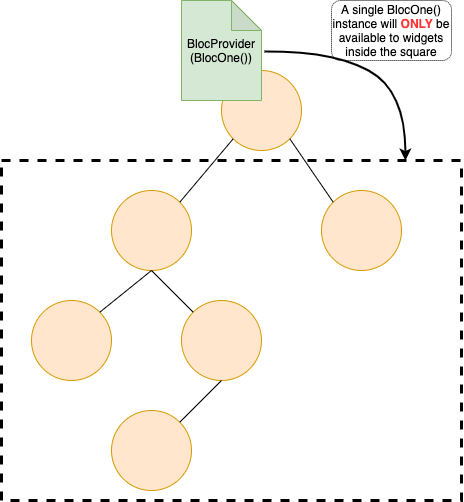 BlocProvider
(BlocOne())
A single BlocOne()
instance will ONLY be
available to widgets
inside the square